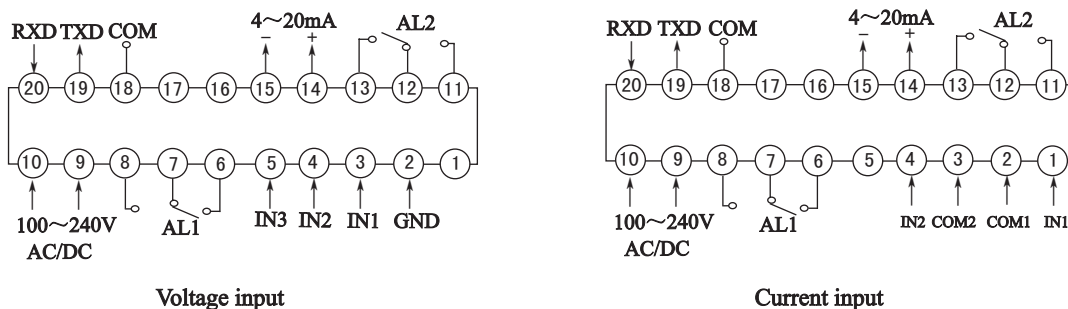 RXD TXD COM 4～20mA AL2
− +
20 19 18 17 16 15 14 13 12 11
10 9 8 7 6 5 4 3 2 1
100～240V AL1 IN3 IN2 IN1 GND
AC/DC
Voltage input
RXD TXD COM 4～20mA AL2
− +
20 19 18 17 16 15 14 13 12 11
10 9 8 7 6 5 4 3 2 1
100～240V AL1 IN2 COM2 COM1 IN1
AC/DC
Current input